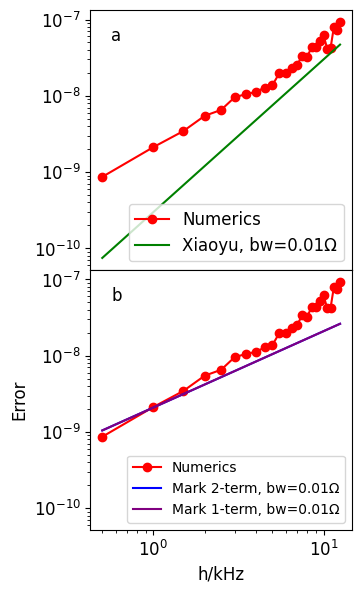 10⁻⁷
a
10⁻⁸
10⁻⁹
10⁻¹⁰
Numerics
Xiaoyu, bw=0.01Ω
10⁻⁷
b
10⁻⁸
10⁻⁹
10⁻¹⁰
Error
Numerics
Mark 2-term, bw=0.01Ω
Mark 1-term, bw=0.01Ω
10⁰
10¹
h/kHz